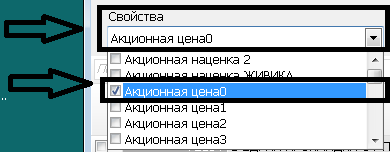 Свойства
Акционная цена0
Акционная наценка 2
Акционная наценка ЖИВИКА
Акционная цена0
Акционная цена1
Акционная цена2
Акционная цена3